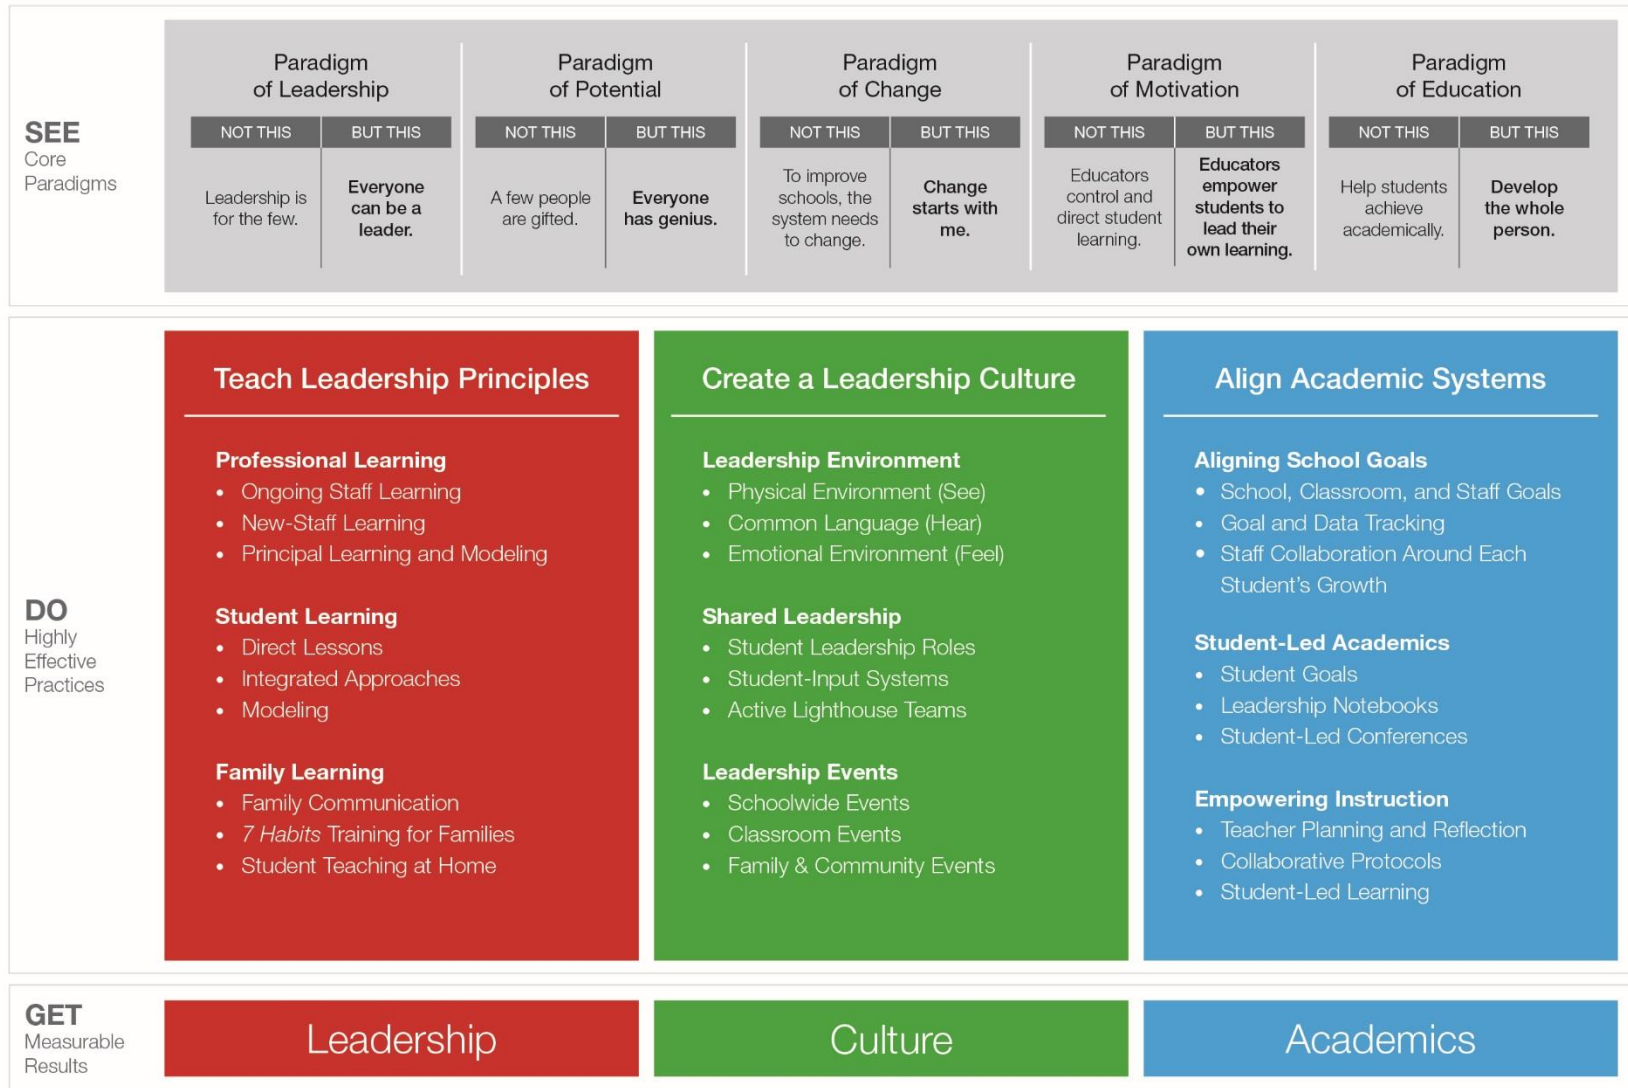 SEE
Core
Paradigms
Paradigm
of Leadership
NOT THIS
BUT THIS
Leadership is
for the few.
Everyone
can be a
leader.
Paradigm
of Potential
NOT THIS
BUT THIS
A few people
are gifted.
Everyone
has genius.
Paradigm
of Change
NOT THIS
BUT THIS
To improve
schools, the
system needs
to change.
Change
starts with
me.
Paradigm
of Motivation
NOT THIS
BUT THIS
Educators
control and
direct student
learning.
Educators
empower
students to
lead their
own learning.
Paradigm
of Education
NOT THIS
BUT THIS
Help students
achieve
academically.
Develop
the whole
person.
DO
Highly
Effective
Practices
Teach Leadership Principles
Professional Learning
• Ongoing Staff Learning
• New-Staff Learning
• Principal Learning and Modeling
Student Learning
• Direct Lessons
• Integrated Approaches
• Modeling
Family Learning
• Family Communication
• 7 Habits Training for Families
• Student Teaching at Home
Create a Leadership Culture
Leadership Environment
• Physical Environment (See)
• Common Language (Hear)
• Emotional Environment (Feel)
Shared Leadership
• Student Leadership Roles
• Student-Input Systems
• Active Lighthouse Teams
Leadership Events
• Schoolwide Events
• Classroom Events
• Family & Community Events
Align Academic Systems
Aligning School Goals
• School, Classroom, and Staff Goals
• Goal and Data Tracking
• Staff Collaboration Around Each
Student's Growth
Student-Led Academics
• Student Goals
• Leadership Notebooks
• Student-Led Conferences
Empowering Instruction
• Teacher Planning and Reflection
• Collaborative Protocols
• Student-Led Learning
GET
Measurable
Results
Leadership
Culture
Academics